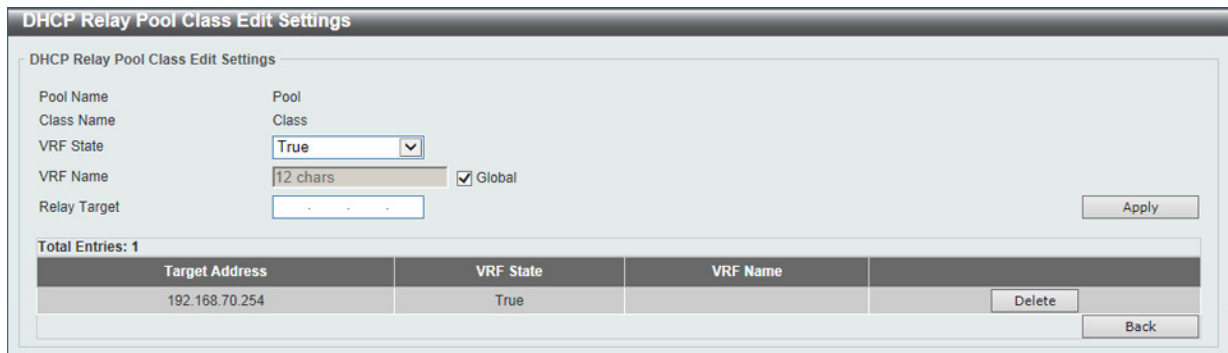 DHCP Relay Pool Class Edit Settings
DHCP Relay Pool Class Edit Settings
Pool Name Pool
Class Name Class
VRF State True
VRF Name 12 chars Global
Relay Target . . . Apply
Total Entries: 1
Target Address VRF State VRF Name
192.168.70.254 True Delete
Back